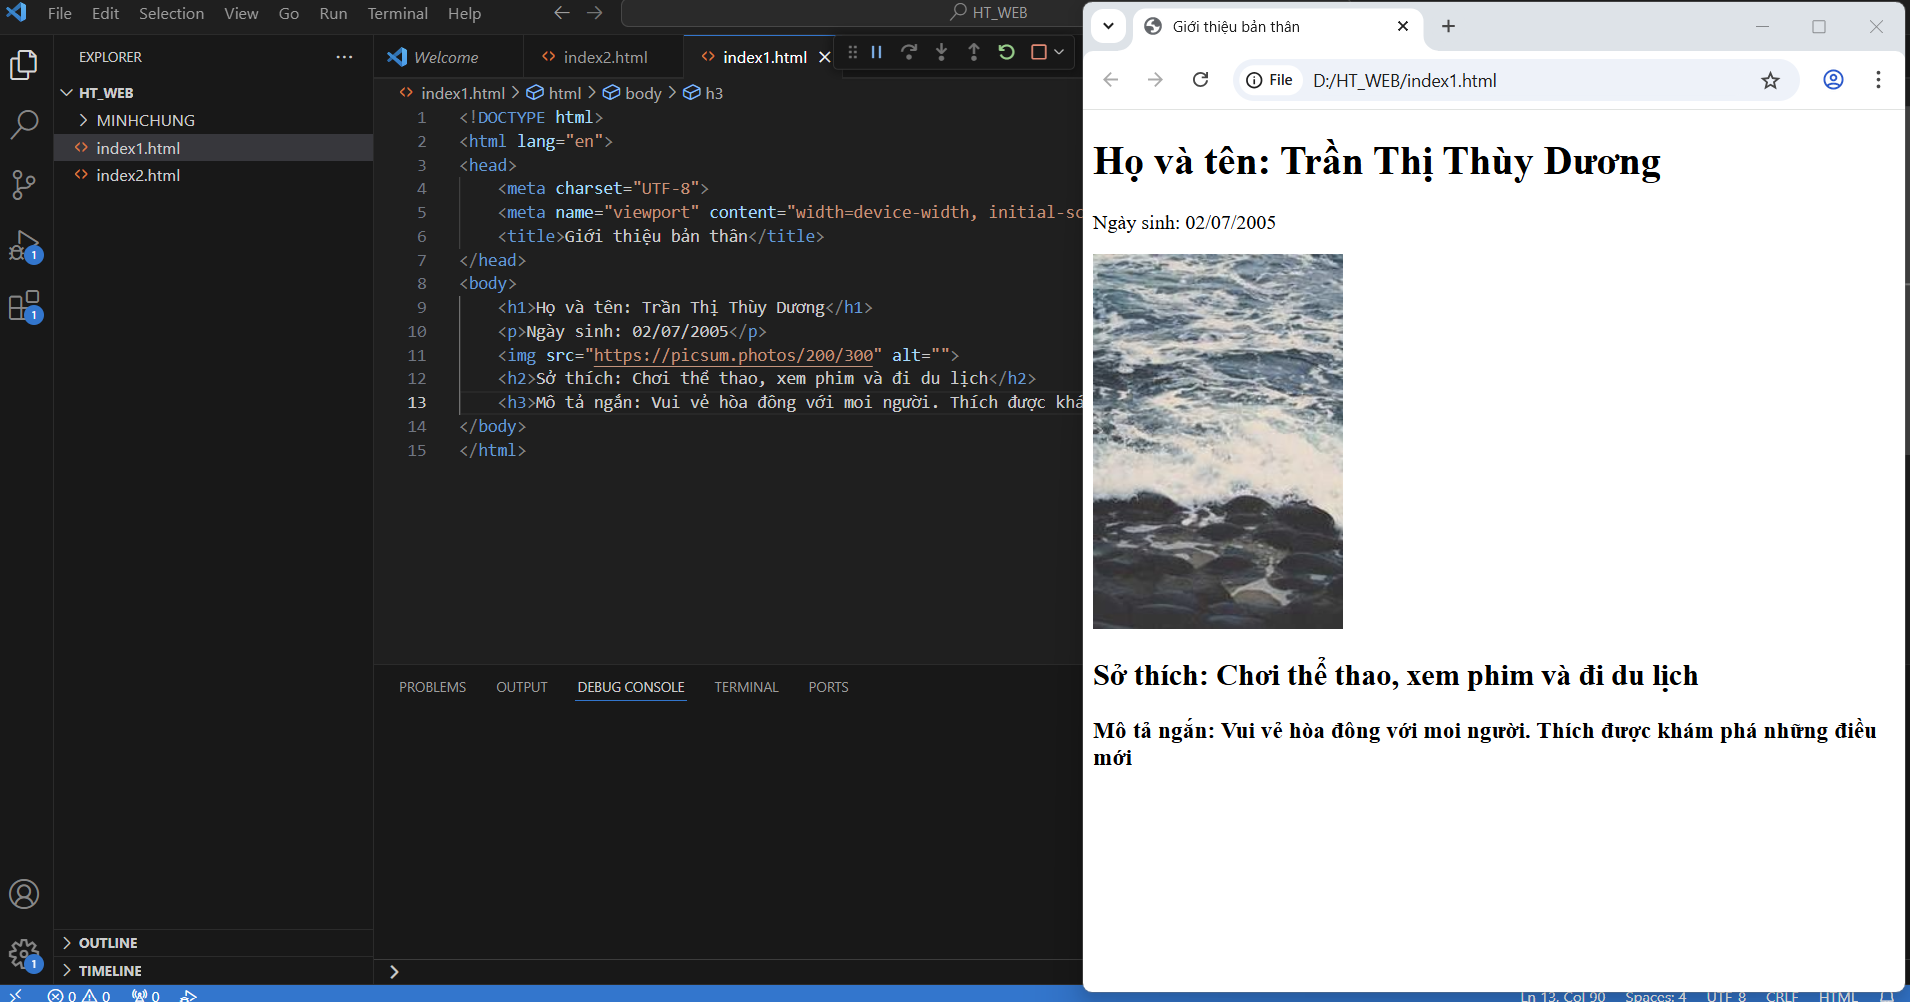 File Edit Selection View Go Run Terminal Help
HT_WEB
EXPLORER
HT_WEB
MINHCHUNG
index1.html
index2.html
OUTLINE
TIMELINE
1
1
1
Welcome
index2.html
index1.html
index1.html > html > body > h3
1 <!DOCTYPE html>
2 <html lang="en">
3 <head>
4 <meta charset="UTF-8">
5 <meta name="viewport" content="width=device-width, initial-sc
6 <title>Giới thiệu bản thân</title>
7 </head>
8 <body>
9 <h1>Họ và tên: Trần Thị Thùy Dương</h1>
10 <p>Ngày sinh: 02/07/2005</p>
11 <img src="https://picsum.photos/200/300" alt="">
12 <h2>Sở thích: Chơi thể thao, xem phim và đi du lịch</h2>
13 <h3>Mô tả ngắn: Vui vẻ hòa đông với moi người. Thích được khá
14 </body>
15 </html>
PROBLEMS OUTPUT DEBUG CONSOLE TERMINAL PORTS
0 0 0
Ln 13, Col 90 Spaces: 4 UTF-8 CRLF HTML
Giới thiệu bản thân
File D:/HT_WEB/index1.html
Họ và tên: Trần Thị Thùy Dương
Ngày sinh: 02/07/2005
Sở thích: Chơi thể thao, xem phim và đi du lịch
Mô tả ngắn: Vui vẻ hòa đông với moi người. Thích được khám phá những điều
mới